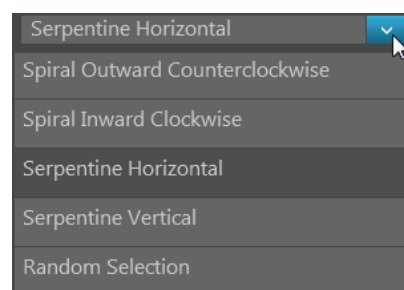 Serpentine Horizontal
Spiral Outward Counterclockwise
Spiral Inward Clockwise
Serpentine Horizontal
Serpentine Vertical
Random Selection